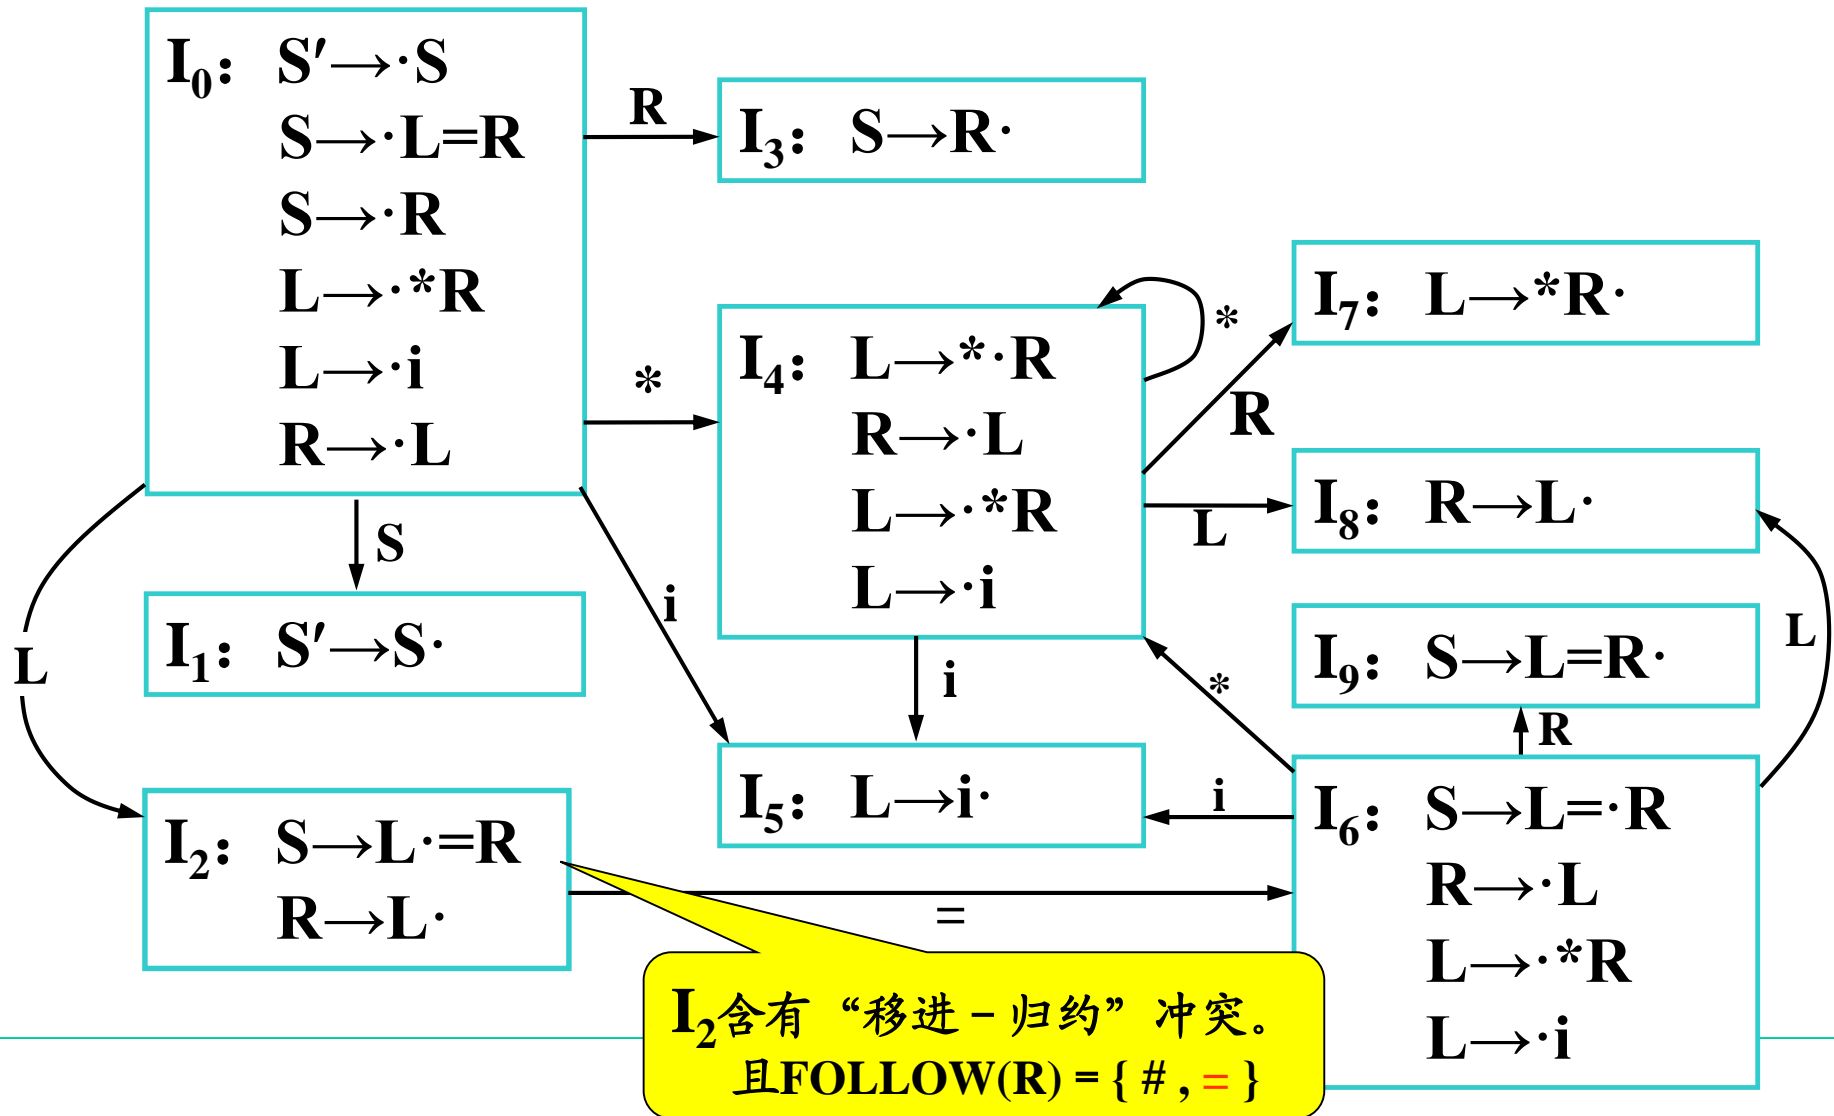 I₀： S′→·S
S→·L=R
S→·R
L→·*R
L→·i
R→·L
R
I₃： S→R·
*
I₄： L→*·R
R→·L
L→·*R
L→·i
*
I₇： L→*R·
R
I₈： R→L·
L
S
i
L
I₁： S′→S·
i
I₉： S→L=R·
L
*
R
I₂： S→L·=R
R→L·
I₅： L→i·
i
I₆： S→L=·R
R→·L
L→·*R
L→·i
=
I₂含有“移进－归约”冲突。
且FOLLOW(R) = { # , = }